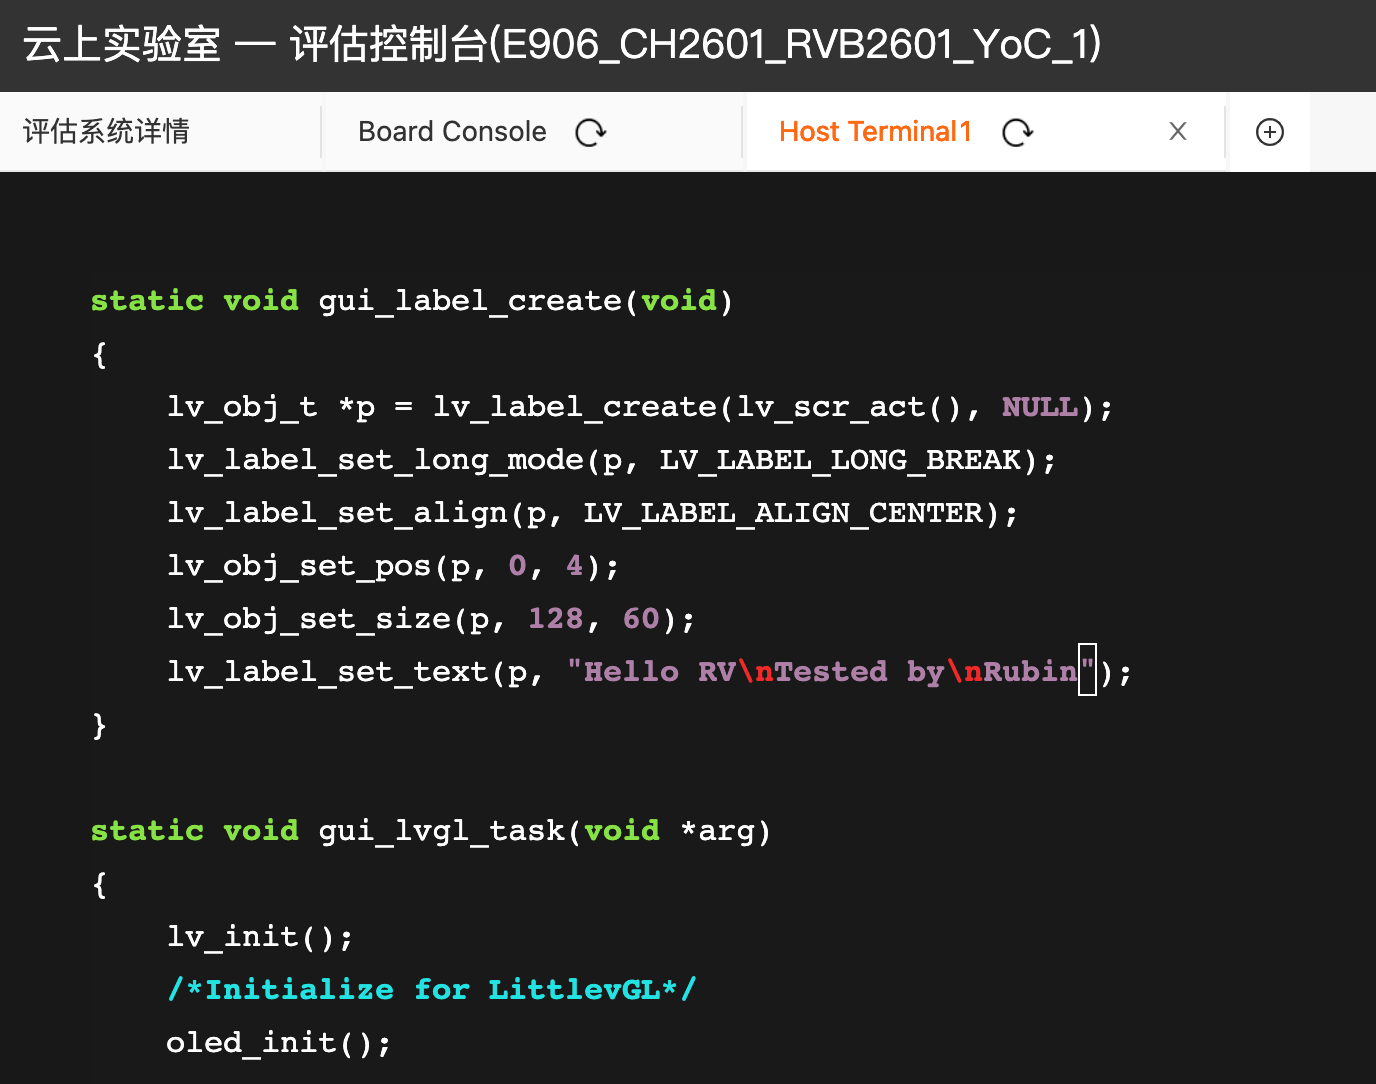 云上实验室 — 评估控制台(E906_CH2601_RVB2601_YoC_1)
评估系统详情 Board Console Host Terminal1 X
static void gui_label_create(void)
{
    lv_obj_t *p = lv_label_create(lv_scr_act(), NULL);
    lv_label_set_long_mode(p, LV_LABEL_LONG_BREAK);
    lv_label_set_align(p, LV_LABEL_ALIGN_CENTER);
    lv_obj_set_pos(p, 0, 4);
    lv_obj_set_size(p, 128, 60);
    lv_label_set_text(p, "Hello RV\nTested by\nRubin");
}
static void gui_lvgl_task(void *arg)
{
    lv_init();
    /*Initialize for LittlevGL*/
    oled_init();